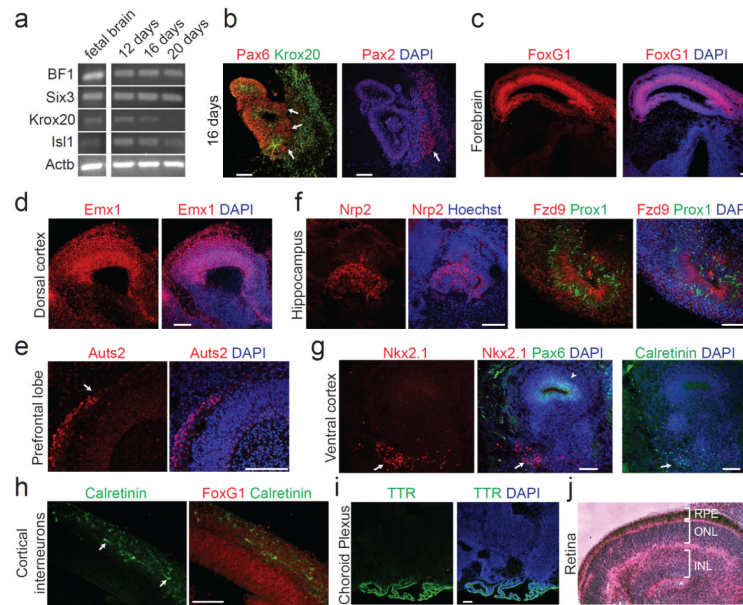 a
fetal brain
12 days
16 days
20 days
BF1
Six3
Krox20
Isl1
Actb
b
Pax6 Krox20
Pax2 DAPI
16 days
c
FoxG1
FoxG1 DAPI
Forebrain
d
Emx1
Emx1 DAPI
Dorsal cortex
e
Auts2
Auts2 DAPI
Prefrontal lobe
f
Nrp2
Nrp2 Hoechst
Fzd9 Prox1
Fzd9 Prox1 DAPI
Hippocampus
g
Nkx2.1
Nkx2.1 Pax6 DAPI
Calretinin DAPI
Ventral cortex
h
Calretinin
FoxG1 Calretinin
Cortical
interneurons
i
TTR
TTR DAPI
Choroid Plexus
j
Retina
RPE
ONL
INL